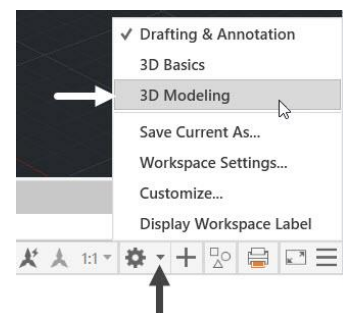 ✓ Drafting & Annotation
3D Basics
3D Modeling
Save Current As...
Workspace Settings...
Customize...
Display Workspace Label
1:1